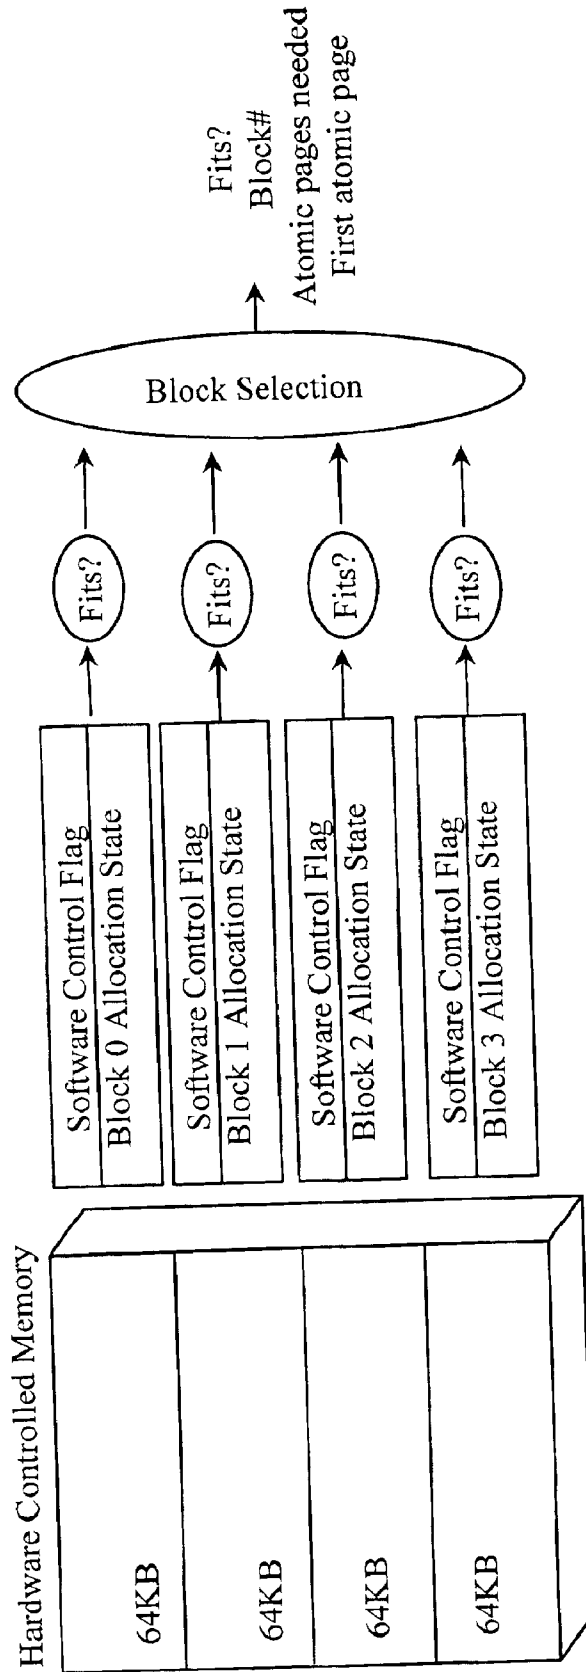 Hardware Controlled Memory
64KB
64KB
64KB
64KB
Software Control Flag
Block 0 Allocation State
Software Control Flag
Block 1 Allocation State
Software Control Flag
Block 2 Allocation State
Software Control Flag
Block 3 Allocation State
Fits?
Fits?
Fits?
Fits?
Block Selection
Fits?
Block#
Atomic pages needed
First atomic page